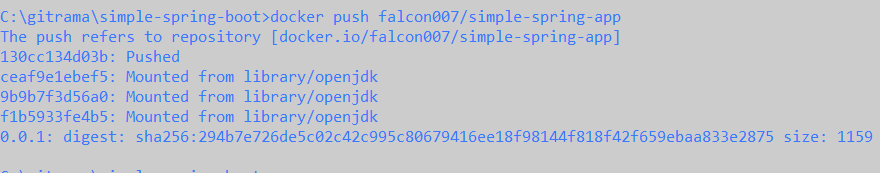 C:\gitrama\simple-spring-boot>docker push falcon007/simple-spring-app
The push refers to repository [docker.io/falcon007/simple-spring-app]
130cc134d03b: Pushed
ceaf9e1ebef5: Mounted from library/openjdk
9b9b7f3d56a0: Mounted from library/openjdk
f1b5933fe4b5: Mounted from library/openjdk
0.0.1: digest: sha256:294b7e726de5c02c42c995c80679416ee18f98144f818f42f659ebaa833e2875 size: 1159